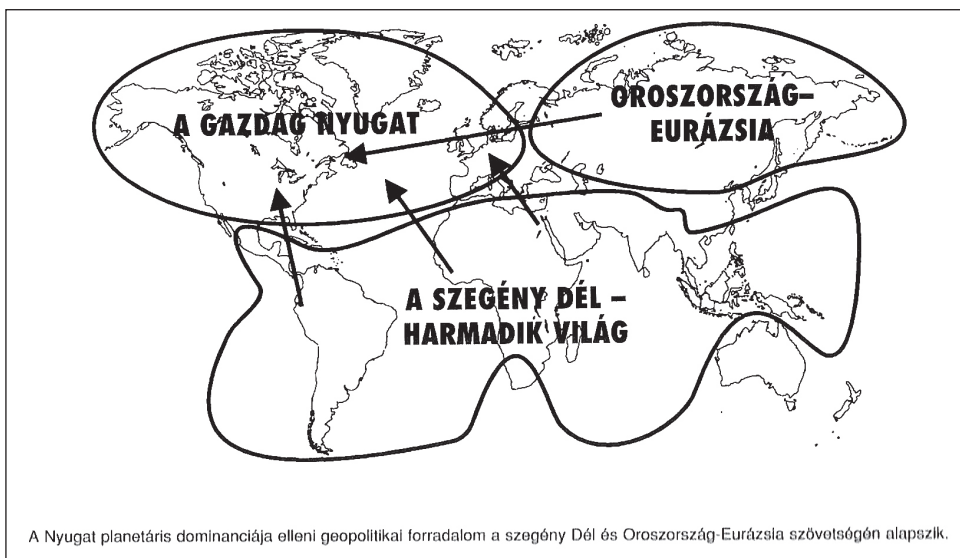 A GAZDAG NYUGAT
OROSZORSZÁG–
EURÁZSIA
A SZEGÉNY DÉL –
HARMADIK VILÁG
A Nyugat planetáris dominanciája elleni geopolitikai forradalom a szegény Dél és Oroszország-Eurázsia szövetségén alapszik.